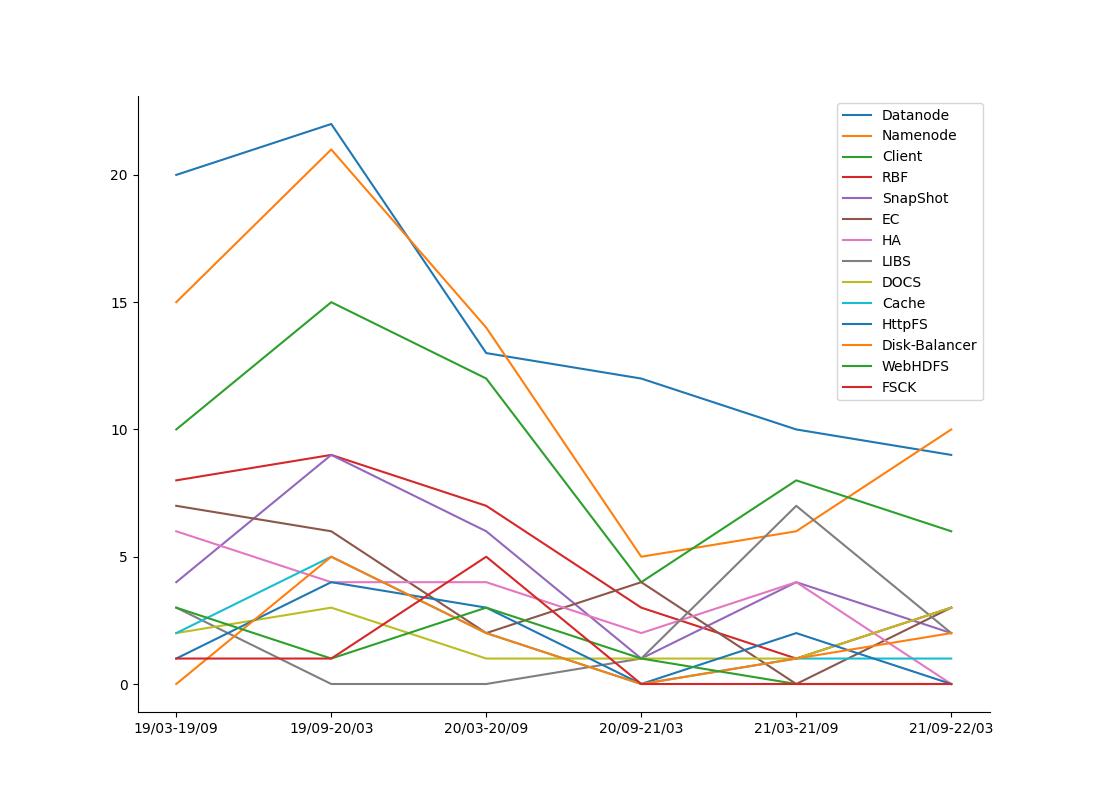 20
15
10
5
0
19/03-19/09
19/09-20/03
20/03-20/09
20/09-21/03
21/03-21/09
21/09-22/03
Datanode
Namenode
Client
RBF
SnapShot
EC
HA
LIBS
DOCS
Cache
HttpFS
Disk-Balancer
WebHDFS
FSCK